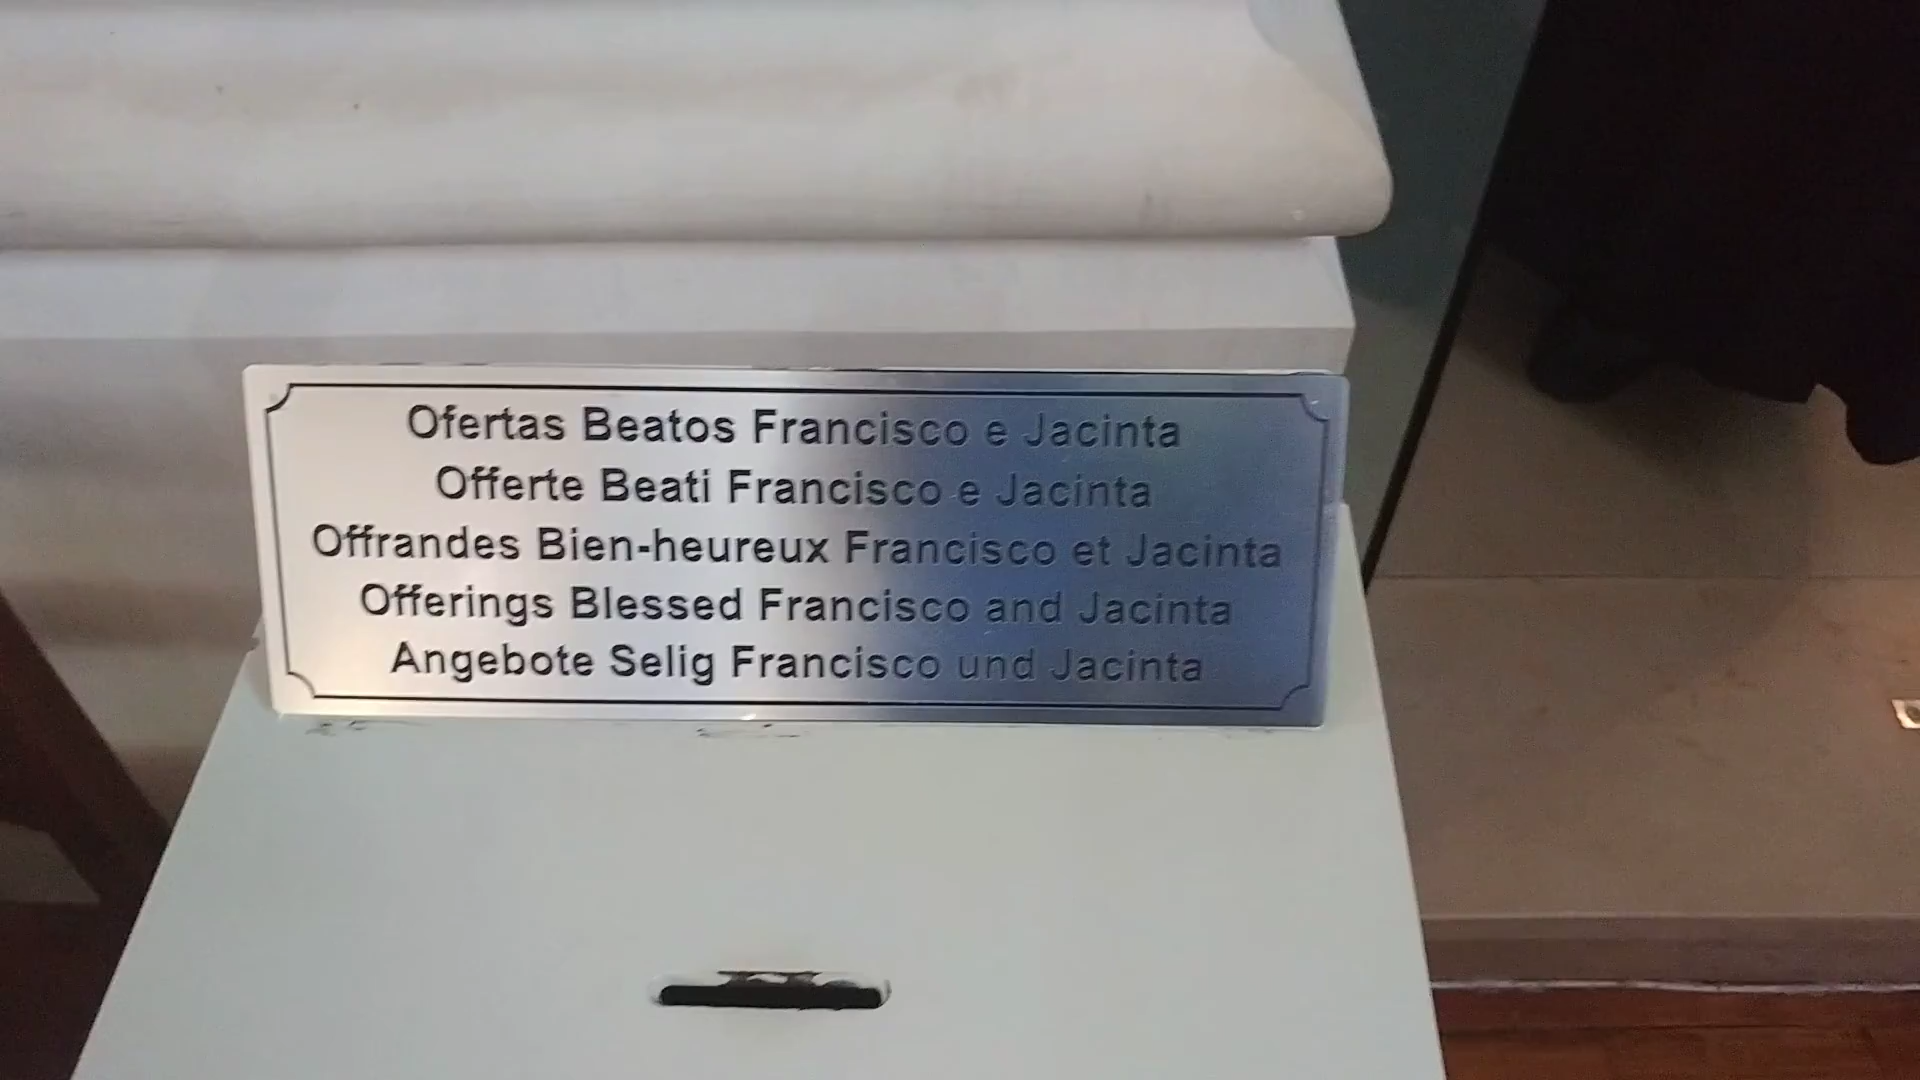 Ofertas Beatos Francisco e Jacinta
Offerte Beati Francisco e Jacinta
Offrandes Bien-heureux Francisco et Jacinta
Offerings Blessed Francisco and Jacinta
Angebote Selig Francisco und Jacinta